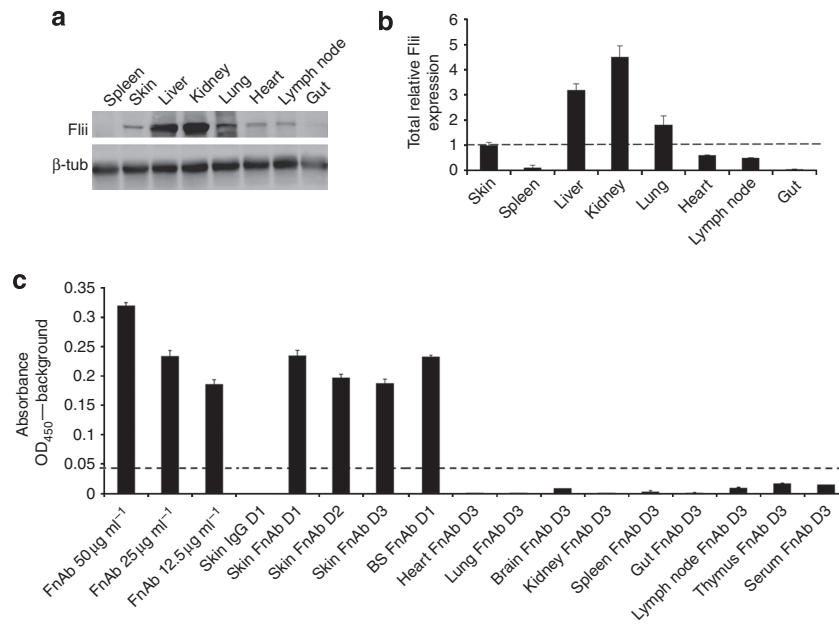 a
Spleen
Skin
Liver
Kidney
Lung
Heart
Lymph node
Gut
Flii
β-tub
b
Total relative Flii
expression
6
5
4
3
2
1
0
Skin
Spleen
Liver
Kidney
Lung
Heart
Lymph node
Gut
c
Absorbance
OD450—background
0.35
0.3
0.25
0.2
0.15
0.1
0.05
0
FnAb 50 μg ml⁻¹
FnAb 25 μg ml⁻¹
FnAb 12.5 μg ml⁻¹
Skin IgG D1
Skin FnAb D1
Skin FnAb D2
Skin FnAb D3
BS FnAb D1
Heart FnAb D3
Lung FnAb D3
Brain FnAb D3
Kidney FnAb D3
Spleen FnAb D3
Gut FnAb D3
Lymph node FnAb D3
Thymus FnAb D3
Serum FnAb D3